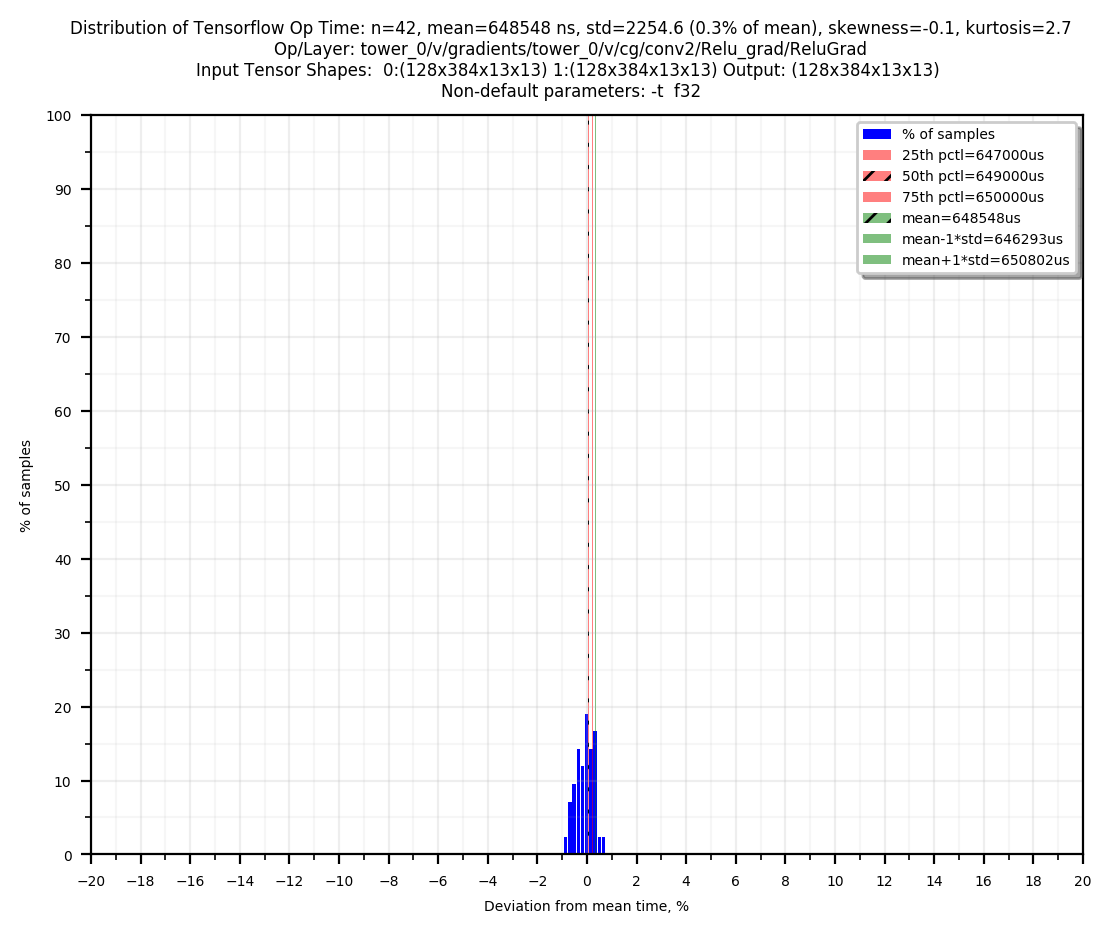 Distribution of Tensorflow Op Time: n=42, mean=648548 ns, std=2254.6 (0.3% of mean), skewness=-0.1, kurtosis=2.7
Op/Layer: tower_0/v/gradients/tower_0/v/cg/conv2/Relu_grad/ReluGrad
Input Tensor Shapes:  0:(128x384x13x13) 1:(128x384x13x13) Output: (128x384x13x13)
Non-default parameters: -t  f32
% of samples
25th pctl=647000us
50th pctl=649000us
75th pctl=650000us
mean=648548us
mean-1*std=646293us
mean+1*std=650802us
100
90
80
70
60
50
40
30
20
10
0
% of samples
−20 −18 −16 −14 −12 −10 −8 −6 −4 −2 0 2 4 6 8 10 12 14 16 18 20
Deviation from mean time, %